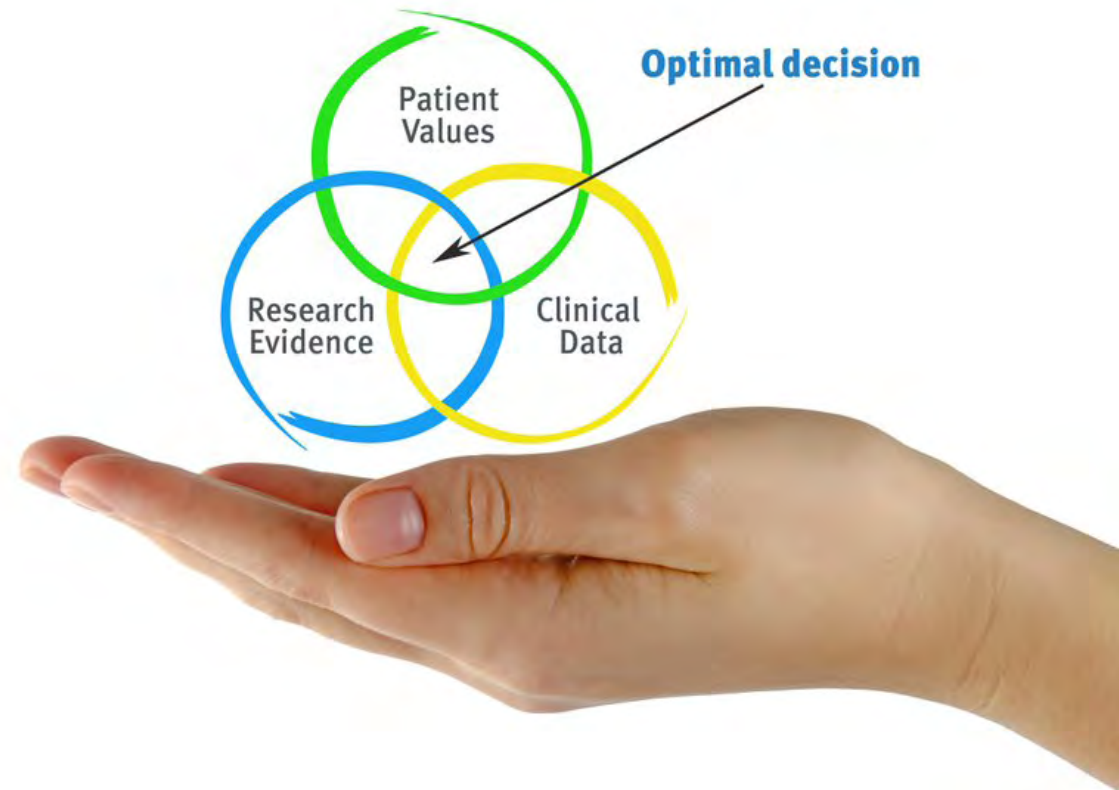 Optimal decision
Patient
Values
Research
Evidence
Clinical
Data